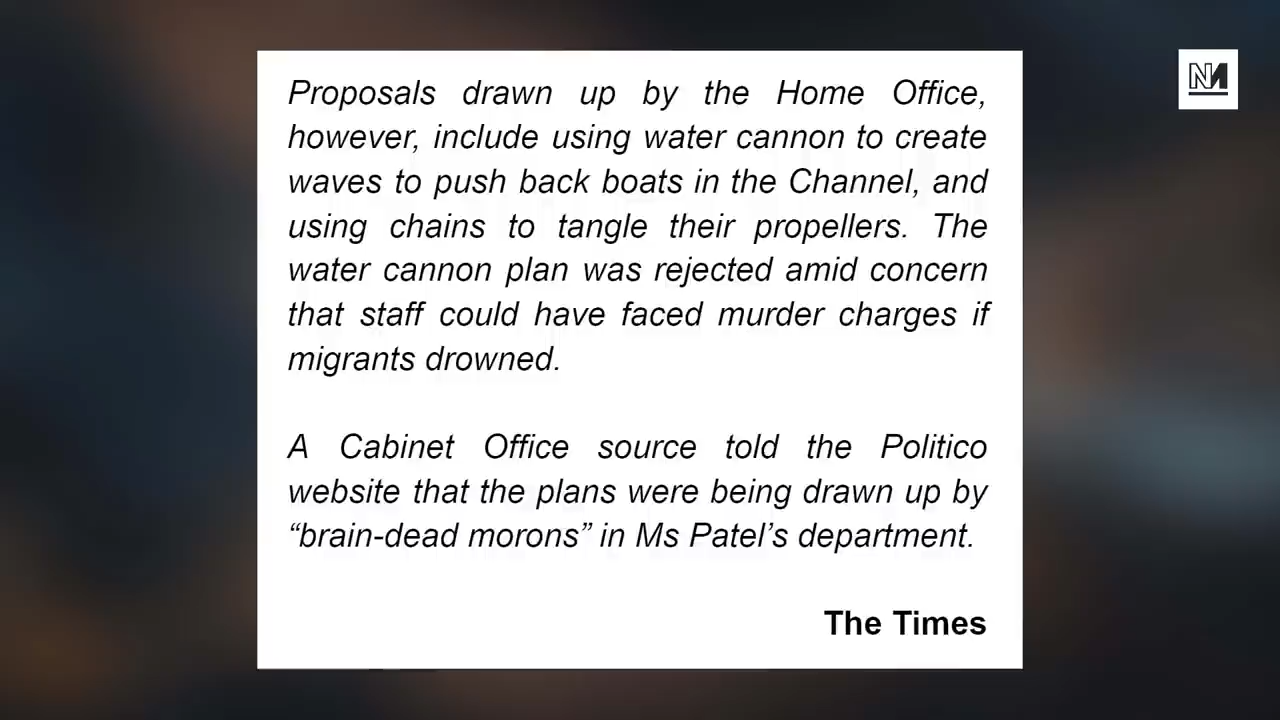 Proposals drawn up by the Home Office,
however, include using water cannon to create
waves to push back boats in the Channel, and
using chains to tangle their propellers. The
water cannon plan was rejected amid concern
that staff could have faced murder charges if
migrants drowned.
A Cabinet Office source told the Politico
website that the plans were being drawn up by
“brain-dead morons” in Ms Patel’s department.
The Times
NM